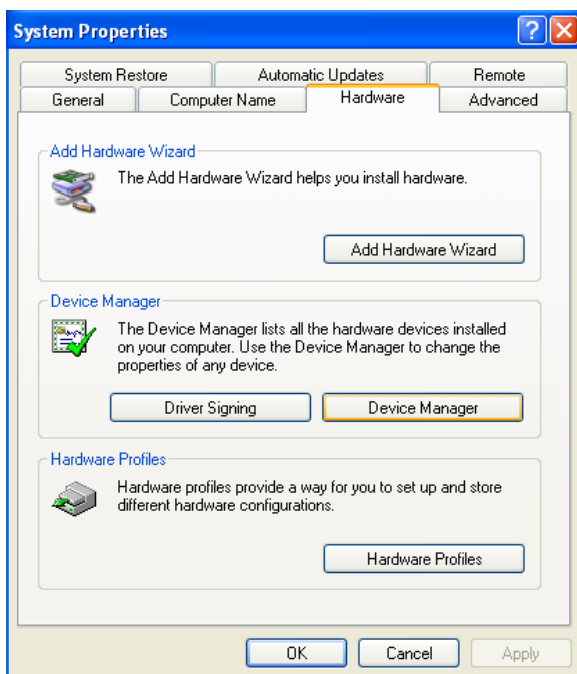 System Properties
System Restore Automatic Updates Remote
General Computer Name Hardware Advanced
Add Hardware Wizard
The Add Hardware Wizard helps you install hardware.
Add Hardware Wizard
Device Manager
The Device Manager lists all the hardware devices installed
on your computer. Use the Device Manager to change the
properties of any device.
Driver Signing Device Manager
Hardware Profiles
Hardware profiles provide a way for you to set up and store
different hardware configurations.
Hardware Profiles
OK Cancel Apply